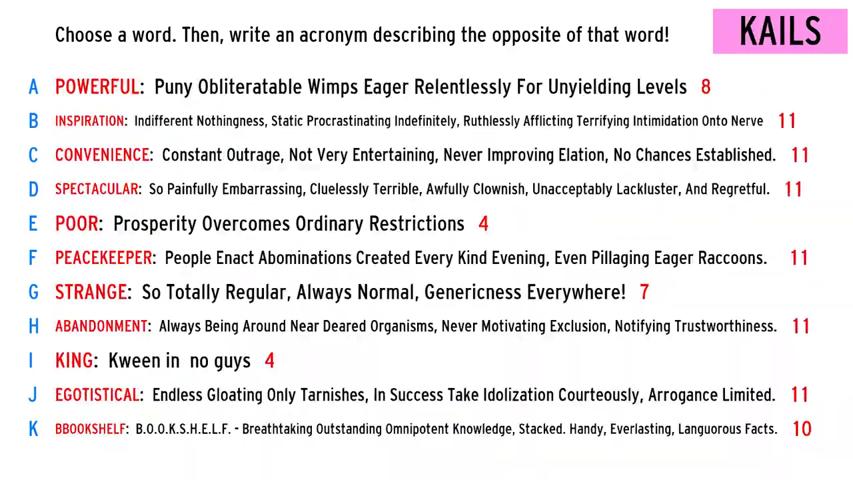 Choose a word. Then, write an acronym describing the opposite of that word! KAILS
A POWERFUL: Puny Obliteratable Wimps Eager Relentlessly For Unyielding Levels 8
B INSPIRATION: Indifferent Nothingness, Static Procrastinating Indefinitely, Ruthlessly Afflicting Terrifying Intimidation Onto Nerve 11
C CONVENIENCE: Constant Outrage, Not Very Entertaining, Never Improving Elation, No Chances Established. 11
D SPECTACULAR: So Painfully Embarrassing, Cluelessly Terrible, Awfully Clownish, Unacceptably Lackluster, And Regretful. 11
E POOR: Prosperity Overcomes Ordinary Restrictions 4
F PEACEKEEPER: People Enact Abominations Created Every Kind Evening, Even Pillaging Eager Raccoons. 11
G STRANGE: So Totally Regular, Always Normal, Genericness Everywhere! 7
H ABANDONMENT: Always Being Around Near Deared Organisms, Never Motivating Exclusion, Notifying Trustworthiness. 11
I KING: Kween in no guys 4
J EGOTISTICAL: Endless Gloating Only Tarnishes, In Success Take Idolization Courteously, Arrogance Limited. 11
K BBOOKSHELF: B.O.O.K.S.H.E.L.F. - Breathtaking Outstanding Omnipotent Knowledge, Stacked. Handy, Everlasting, Languorous Facts. 10